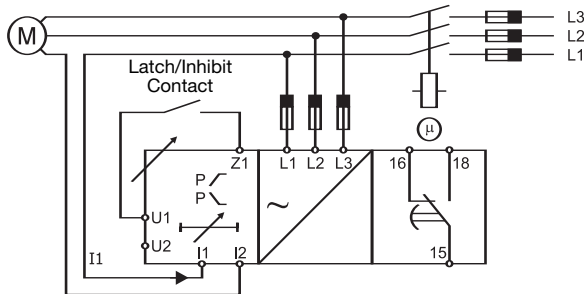 L3
M
L2
L1
Latch/Inhibit
Contact
μ
Z1
L1
L2
L3
16
18
P
P
~
U1
U2
I1
I1
I2
15